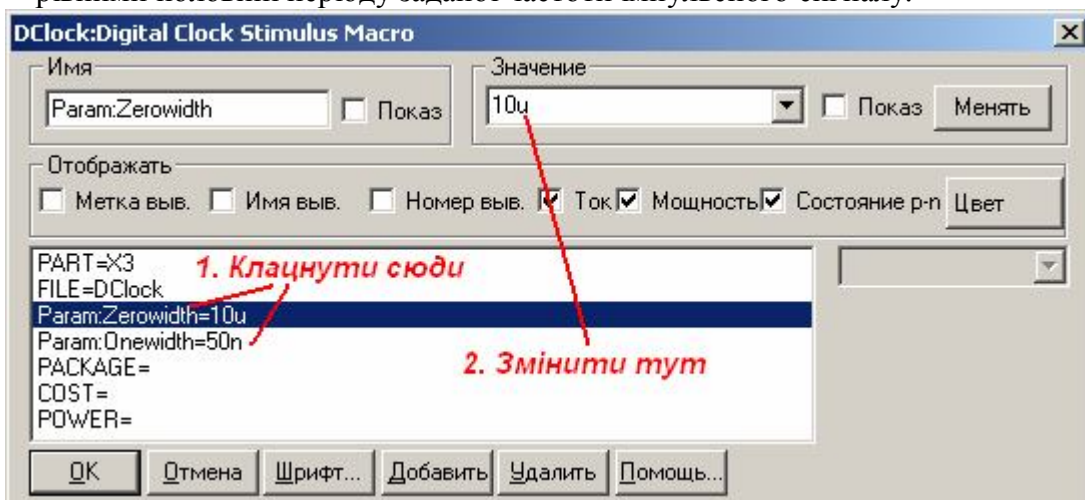 рівними половині періоду заданої частоти імпульсного сигналу.
DClock:Digital Clock Stimulus Macro
Имя
Значение
Param:Zerowidth Показ 10u Показ Менять
Отображать
Метка выв. Имя выв. Номер выв. Ток Мощность Состояние p-n Цвет
PART=X3
1. Клацнути сюди
FILE=DClock
Param:Zerowidth=10u
Param:Onewidth=50n
PACKAGE=
2. Змінити тут
COST=
POWER=
OK Отмена Шрифт... Добавить Удалить Помощь...